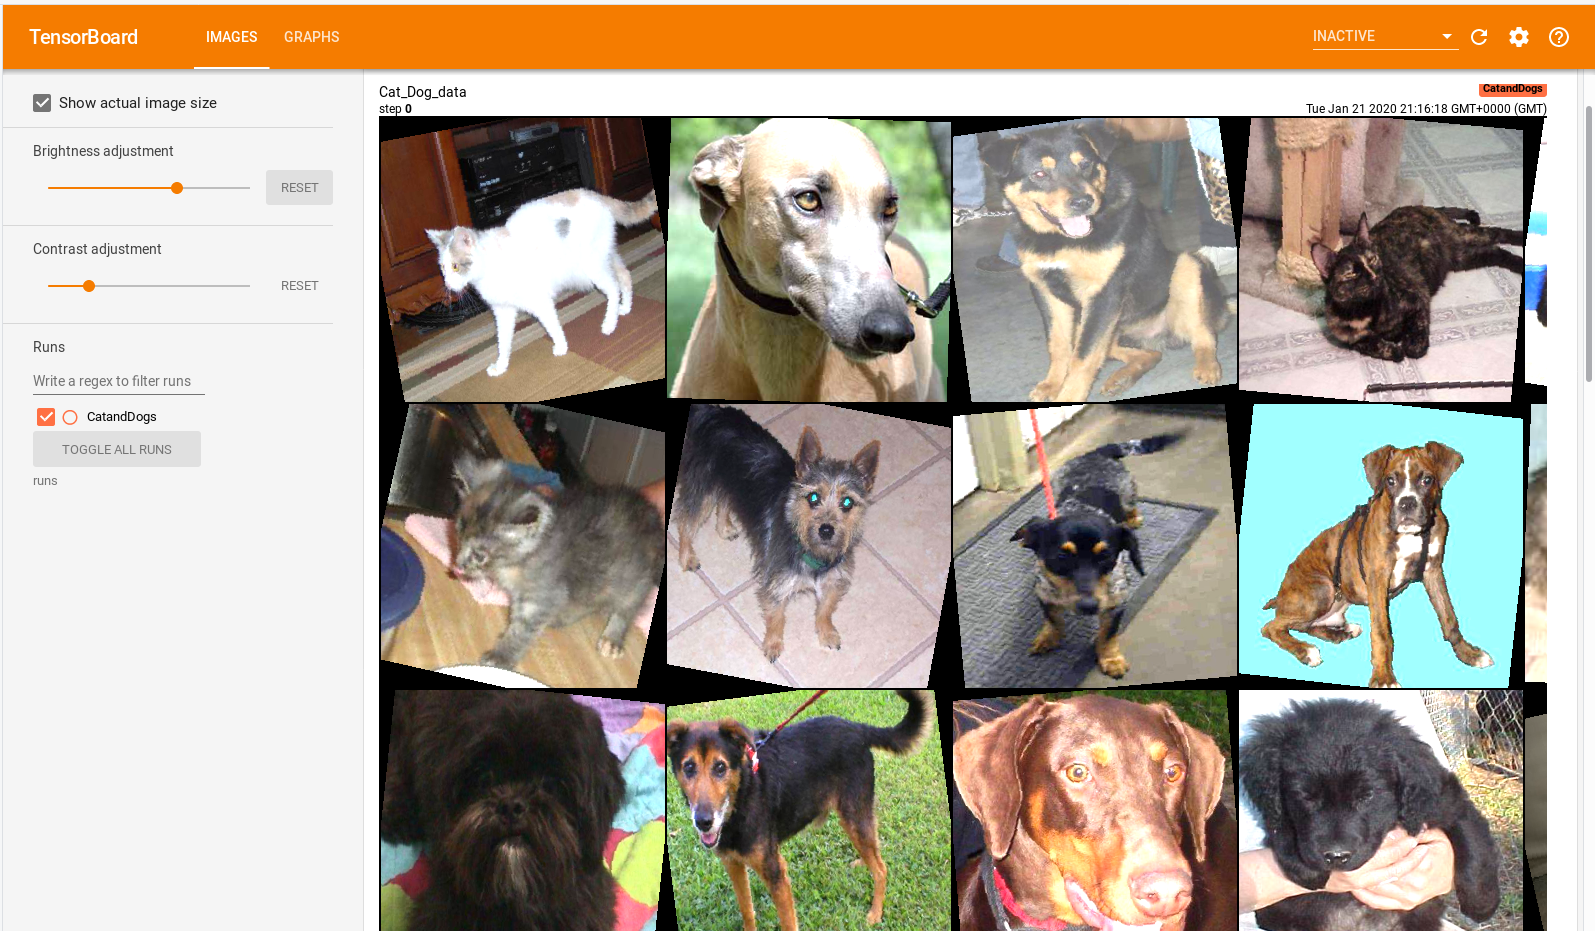 TensorBoard
IMAGES
GRAPHS
INACTIVE
Show actual image size
Brightness adjustment
RESET
Contrast adjustment
RESET
Runs
Write a regex to filter runs
CatandDogs
TOGGLE ALL RUNS
runs
Cat_Dog_data
CatandDogs
step 0
Tue Jan 21 2020 21:16:18 GMT+0000 (GMT)